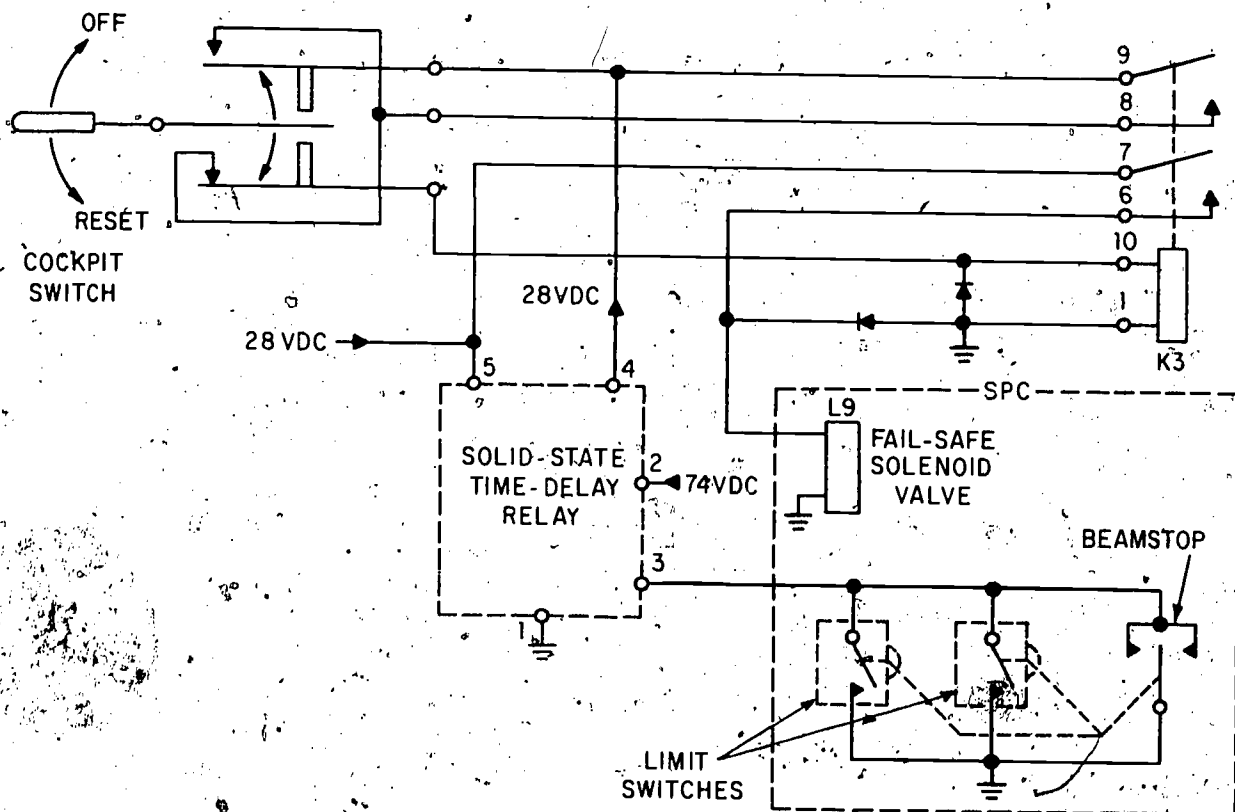 OFF
RESET
COCKPIT
SWITCH
9
8
7
6
10
1
K3
28VDC
28 VDC
5
4
SOLID-STATE
TIME-DELAY
RELAY
2
74VDC
3
1
SPC
L9
FAIL-SAFE
SOLENOID
VALVE
BEAMSTOP
LIMIT
SWITCHES